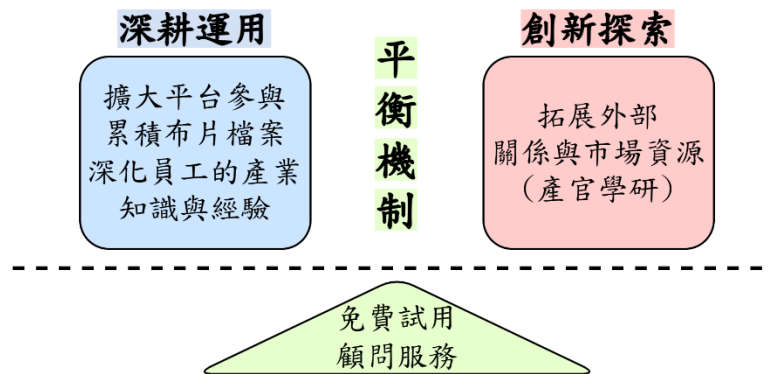 深耕運用
擴大平台參與
累積布片檔案
深化員工的產業
知識與經驗
平衡機制
創新探索
拓展外部
關係與市場資源
(產官學研)
免費試用
顧問服務